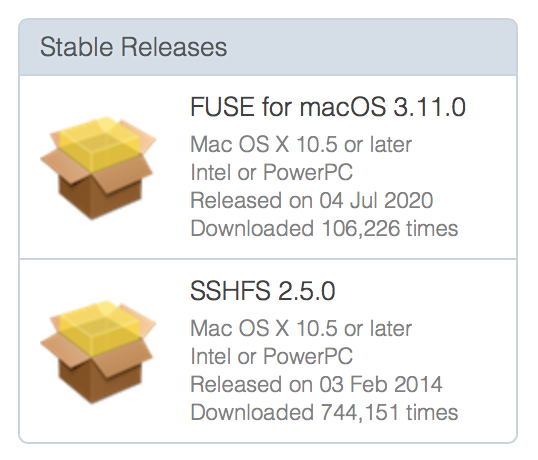 Stable Releases
FUSE for macOS 3.11.0
Mac OS X 10.5 or later
Intel or PowerPC
Released on 04 Jul 2020
Downloaded 106,226 times
SSHFS 2.5.0
Mac OS X 10.5 or later
Intel or PowerPC
Released on 03 Feb 2014
Downloaded 744,151 times